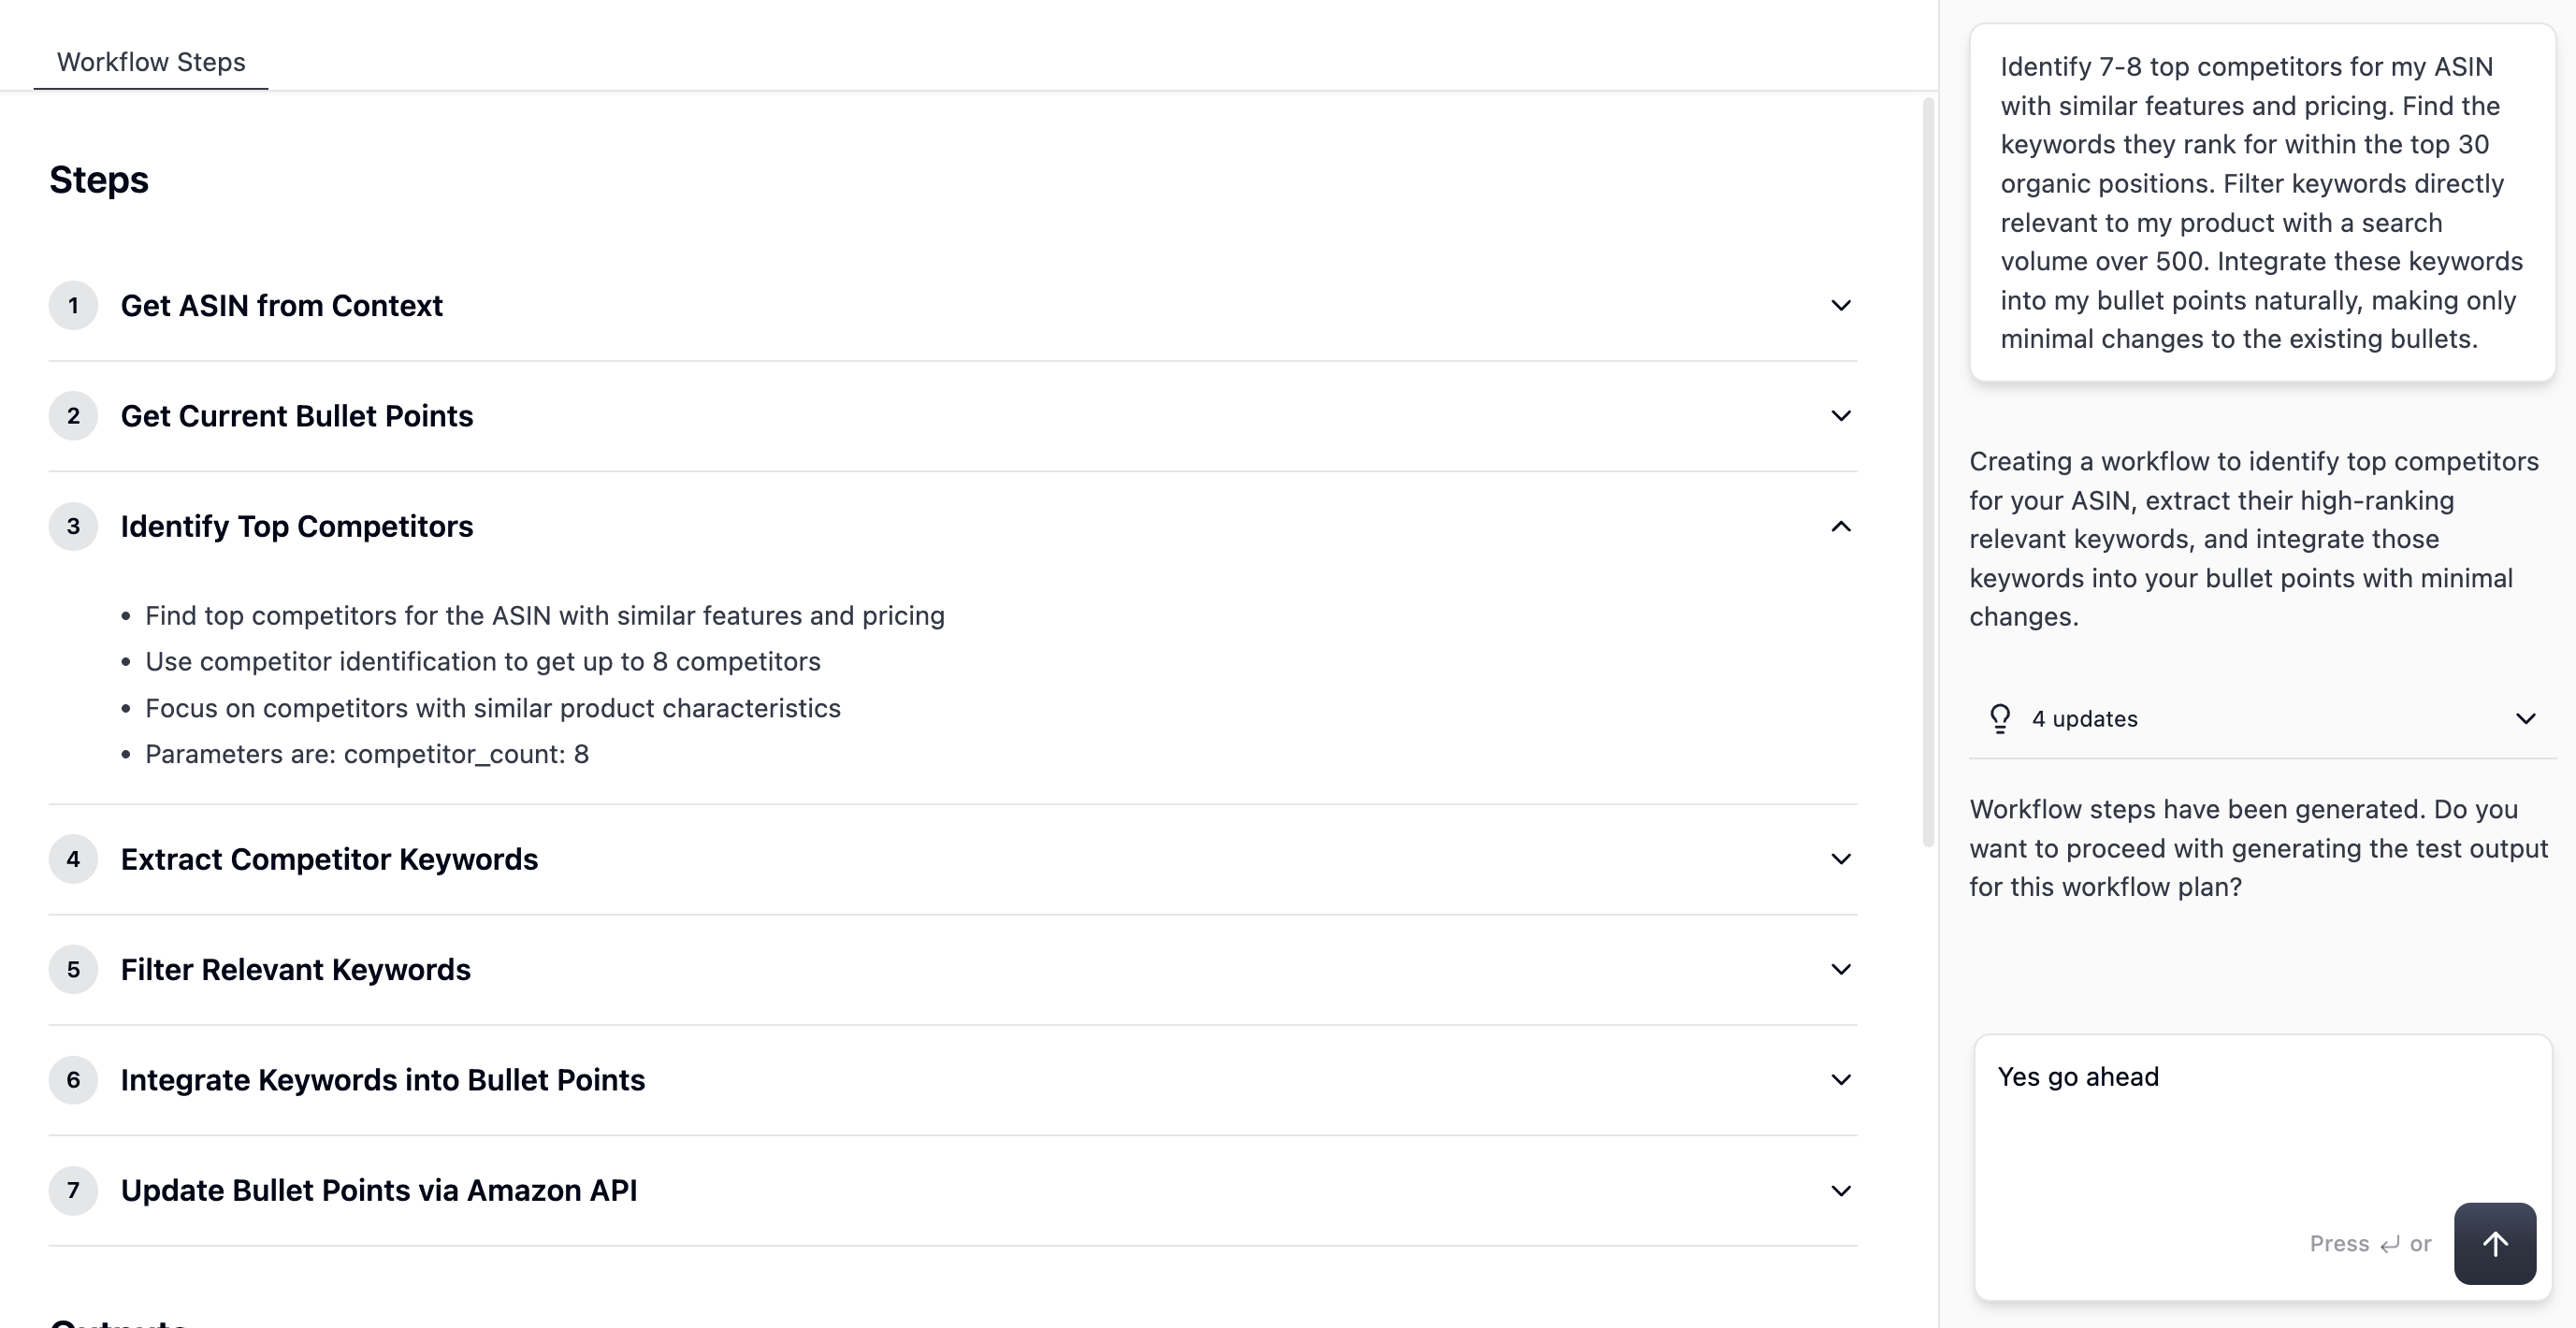 Workflow Steps
Steps
1 Get ASIN from Context
2 Get Current Bullet Points
3 Identify Top Competitors
• Find top competitors for the ASIN with similar features and pricing
• Use competitor identification to get up to 8 competitors
• Focus on competitors with similar product characteristics
• Parameters are: competitor_count: 8
4 Extract Competitor Keywords
5 Filter Relevant Keywords
6 Integrate Keywords into Bullet Points
7 Update Bullet Points via Amazon API
Identify 7-8 top competitors for my ASIN
with similar features and pricing. Find the
keywords they rank for within the top 30
organic positions. Filter keywords directly
relevant to my product with a search
volume over 500. Integrate these keywords
into my bullet points naturally, making only
minimal changes to the existing bullets.
Creating a workflow to identify top competitors
for your ASIN, extract their high-ranking
relevant keywords, and integrate those
keywords into your bullet points with minimal
changes.
4 updates
Workflow steps have been generated. Do you
want to proceed with generating the test output
for this workflow plan?
Yes go ahead
Press ↵ or